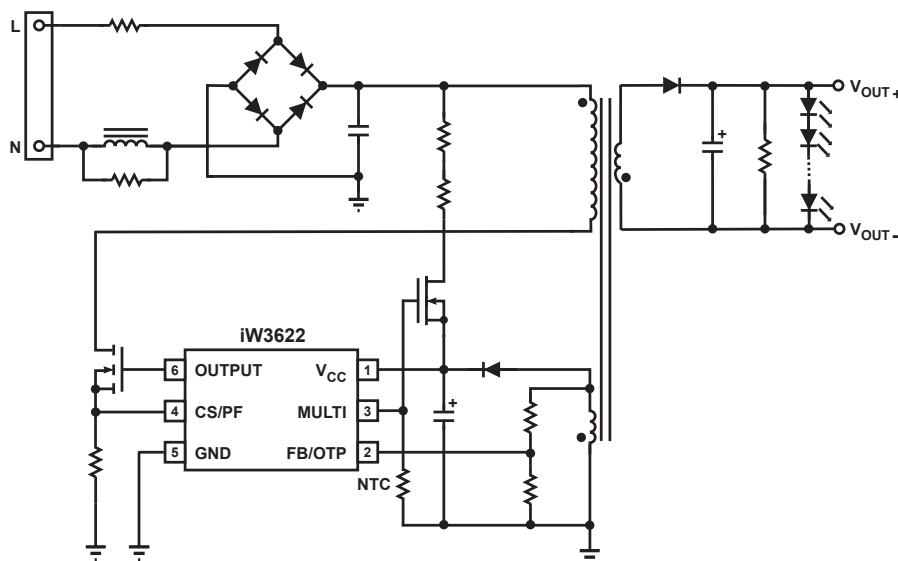 L
N
+
V_OUT+
V_OUT-
iW3622
6 OUTPUT V_CC 1
4 CS/PF MULTI 3
5 GND FB/OTP 2
+
NTC